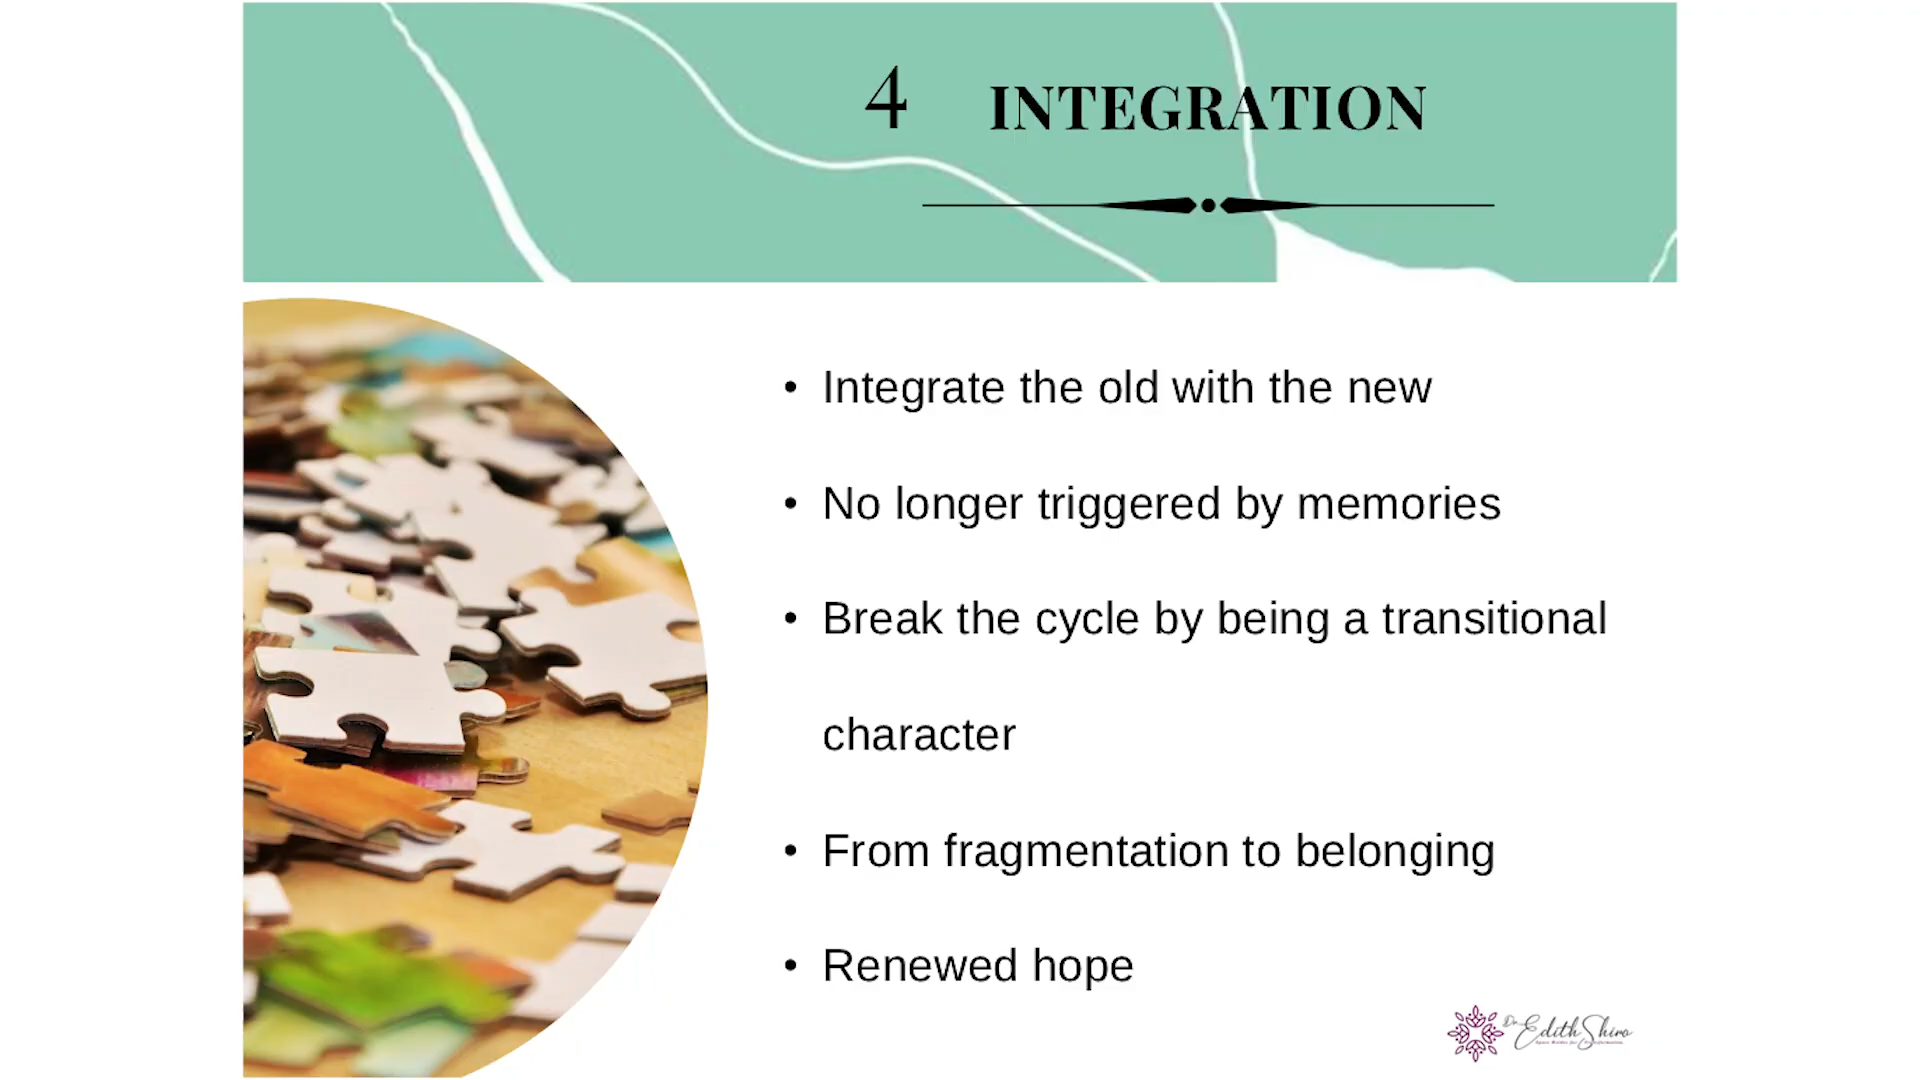 4 INTEGRATION
• Integrate the old with the new
• No longer triggered by memories
• Break the cycle by being a transitional
character
• From fragmentation to belonging
• Renewed hope
Dr. Edith Shiro